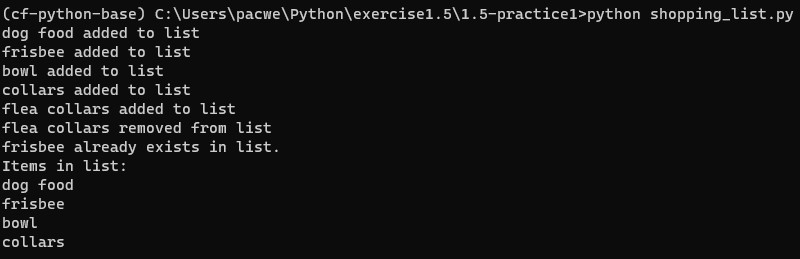 (cf-python-base) C:\Users\pacwe\Python\exercise1.5\1.5-practice1>python shopping_list.py
dog food added to list
frisbee added to list
bowl added to list
collars added to list
flea collars added to list
flea collars removed from list
frisbee already exists in list.
Items in list:
dog food
frisbee
bowl
collars